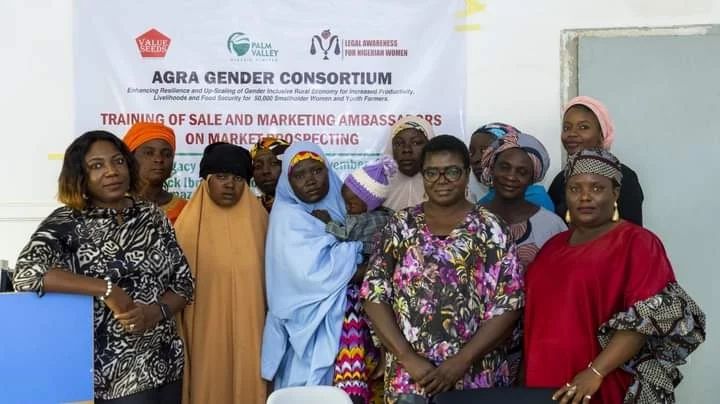 VALUE
SEEDS
PALM
VALLEY
LEGAL AWARENESS
FOR NIGERIAN WOMEN
AGRA GENDER CONSORTIUM
Enhancing Resilience and Up-Scaling of Gender Inclusive Rural Economy for Increased Productivity,
Livelihoods and Food Security for 50,000 Smallholder Women and Youth Farmers.
TRAINING OF SALE AND MARKETING AMBASSADORS
ON MARKET PROSPECTING